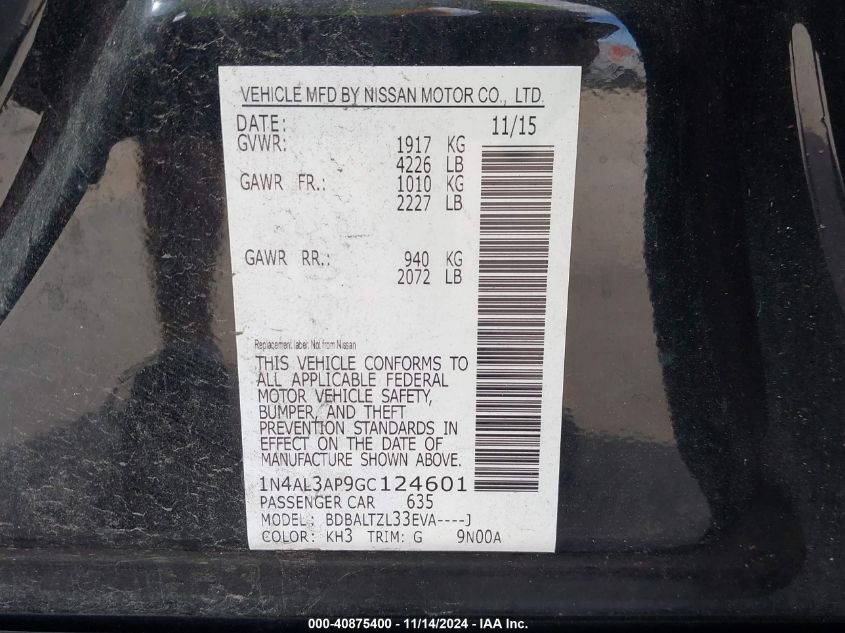 VEHICLE MFD BY NISSAN MOTOR CO., LTD.
DATE: 11/15
GVWR: 1917 KG
4226 LB
GAWR FR.: 1010 KG
2227 LB
GAWR RR.: 940 KG
2072 LB
Replacement label: Not from Nissan
THIS VEHICLE CONFORMS TO
ALL APPLICABLE FEDERAL
MOTOR VEHICLE SAFETY,
BUMPER, AND THEFT
PREVENTION STANDARDS IN
EFFECT ON THE DATE OF
MANUFACTURE SHOWN ABOVE.
1N4AL3AP9GC124601
PASSENGER CAR 635
MODEL: BDBALTZL33EVA----J
COLOR: KH3 TRIM: G 9N00A
000-40875400 - 11/14/2024 - IAA Inc.